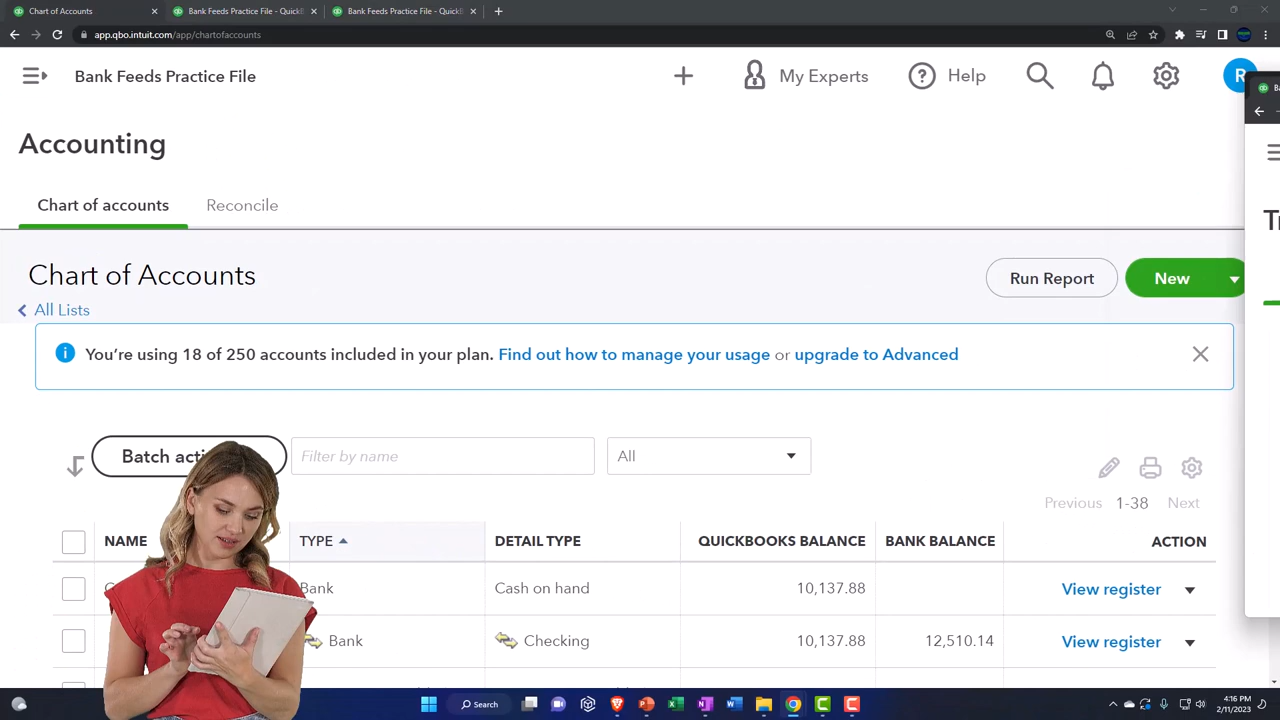 Chart of Accounts
Bank Feeds Practice File - QuickB
Bank Feeds Practice File - QuickB
app.qbo.intuit.com/app/chartofaccounts
Bank Feeds Practice File
My Experts
Help
R
Accounting
Chart of accounts
Reconcile
Chart of Accounts
Run Report
New
All Lists
You're using 18 of 250 accounts included in your plan. Find out how to manage your usage or upgrade to Advanced
Batch acti
Filter by name
All
Previous 1-38 Next
NAME TYPE DETAIL TYPE QUICKBOOKS BALANCE BANK BALANCE ACTION
Bank Cash on hand 10,137.88 View register
Bank Checking 10,137.88 12,510.14 View register
Search
4:16 PM
2/11/2023